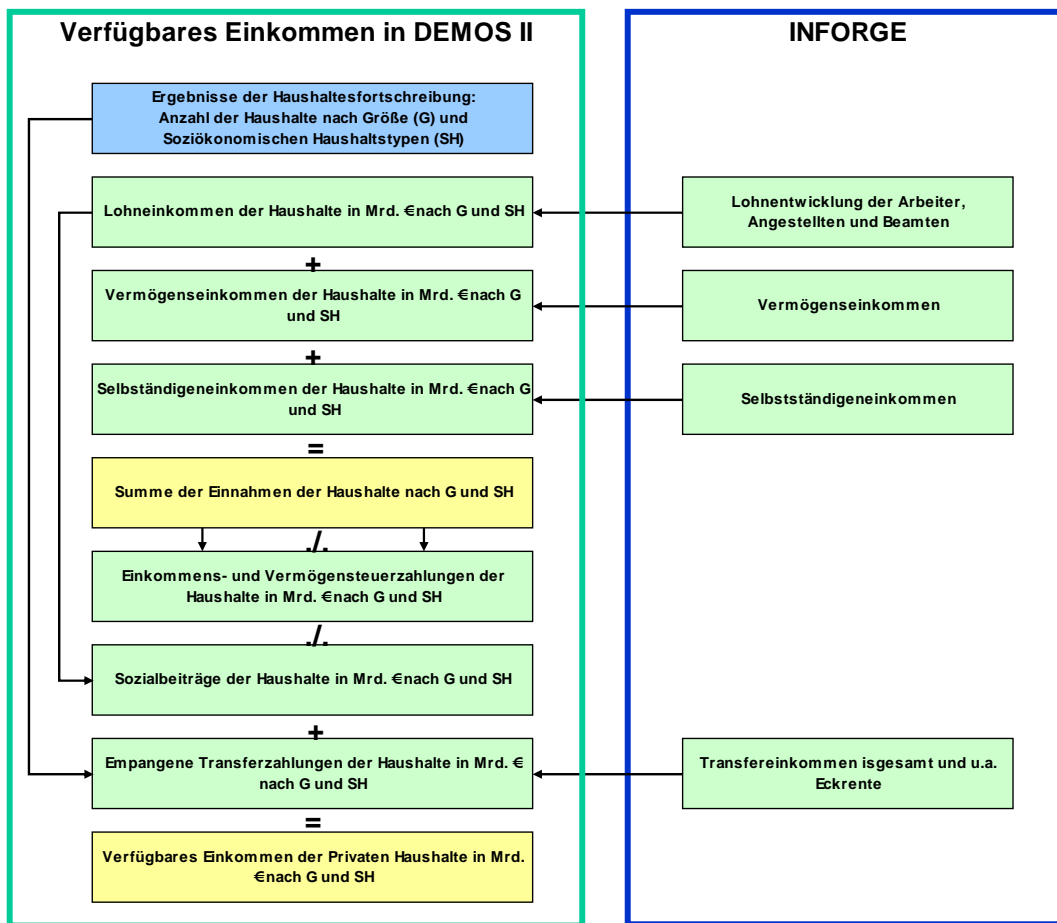 Verfügbares Einkommen in DEMOS II
INFORGE
Ergebnisse der Haushaltesfortschreibung:
Anzahl der Haushalte nach Größe (G) und
Soziökonomischen Haushaltstypen (SH)
Lohneinkommen der Haushalte in Mrd. €nach G und SH
Lohnentwicklung der Arbeiter,
Angestellten und Beamten
+
Vermögenseinkommen der Haushalte in Mrd. €nach G
und SH
Vermögenseinkommen
+
Selbständigeneinkommen der Haushalte in Mrd. €nach G
und SH
Selbstständigeneinkommen
=
Summe der Einnahmen der Haushalte nach G und SH
./.
Einkommens- und Vermögensteuerzahlungen der
Haushalte in Mrd. €nach G und SH
./.
Sozialbeiträge der Haushalte in Mrd. €nach G und SH
+
Empangene Transferzahlungen der Haushalte in Mrd. €
nach G und SH
Transfereinkommen isgesamt und u.a.
Eckrente
=
Verfügbares Einkommen der Privaten Haushalte in Mrd.
€nach G und SH